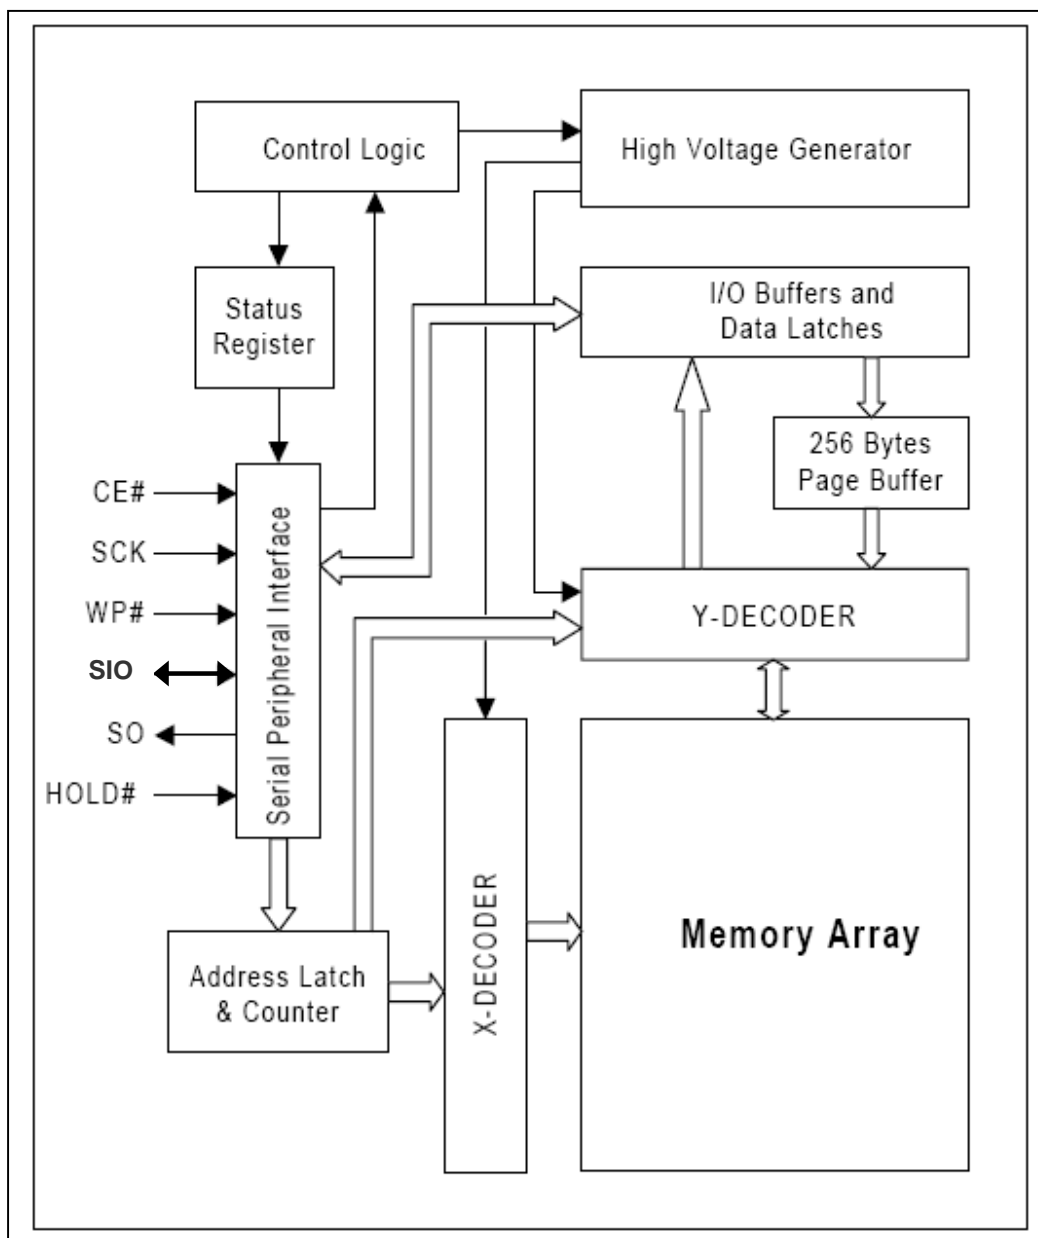 Control Logic
High Voltage Generator
Status
Register
I/O Buffers and
Data Latches
256 Bytes
Page Buffer
CE#
SCK
WP#
SIO
SO
HOLD#
Serial Peripheral Interface
Y-DECODER
Address Latch
& Counter
X-DECODER
Memory Array